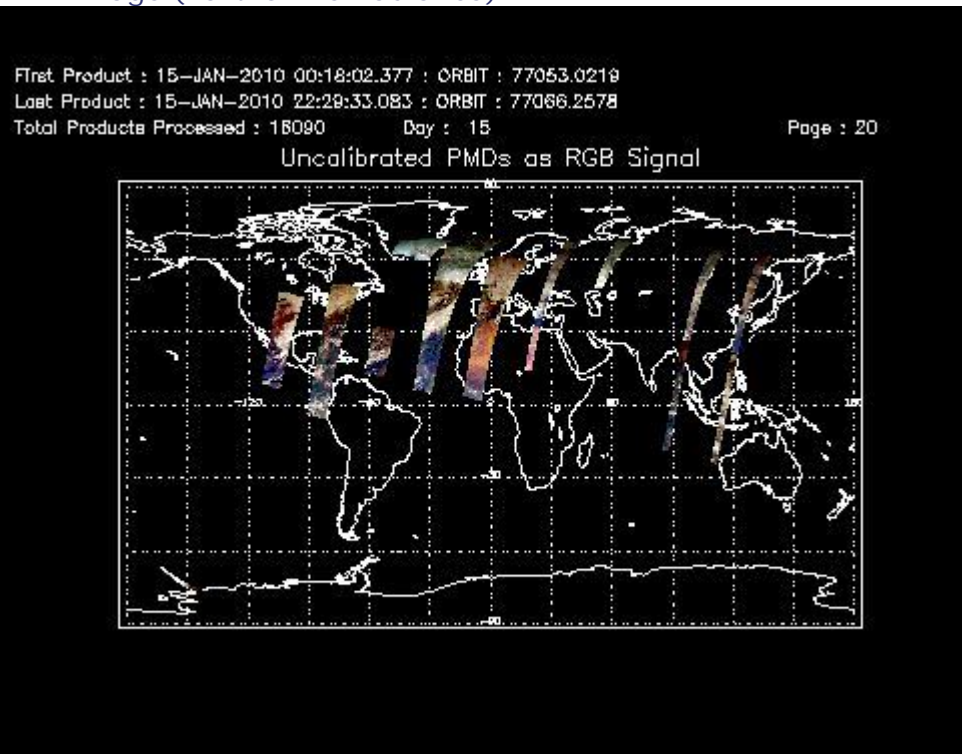 First Product : 15-JAN-2010 00:18:02.377 : ORBIT : 77053.0219
Last Product : 15-JAN-2010 22:29:33.083 : ORBIT : 77066.2578
Total Products Processed : 16090 Day : 15 Page : 20
Uncalibrated PMDs as RGB Signal
-120
-90